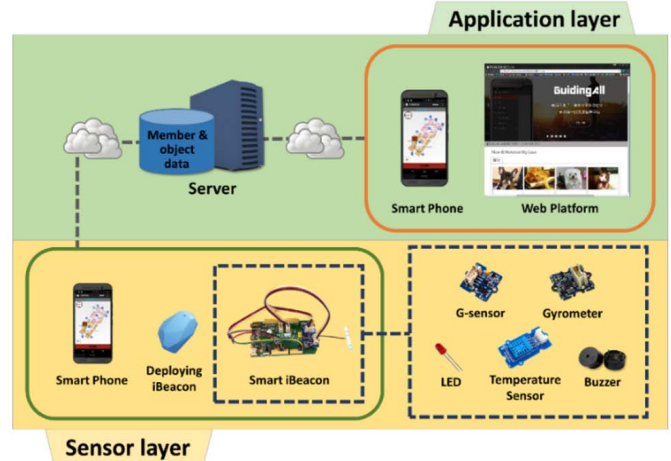 Application layer
GuidingAll
Member &
object
data
Server
Smart Phone
Web Platform
G-sensor
Gyrometer
Smart Phone
Deploying
iBeacon
Smart iBeacon
LED
Temperature
Sensor
Buzzer
Sensor layer